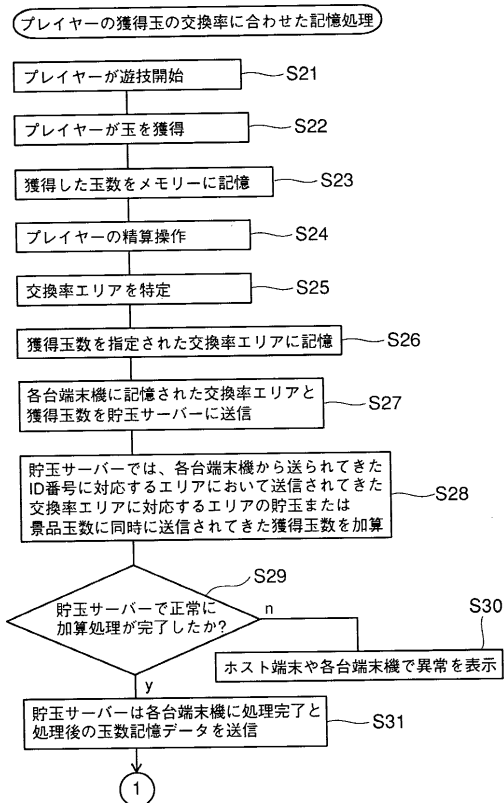 プレイヤーの獲得玉の交換率に合わせた記憶処理
プレイヤーが遊技開始
S21
プレイヤーが玉を獲得
S22
獲得した玉数をメモリーに記憶
S23
プレイヤーの精算操作
S24
交換率エリアを特定
S25
獲得玉数を指定された交換率エリアに記憶
S26
各台端末機に記憶された交換率エリアと
獲得玉数を貯玉サーバーに送信
S27
貯玉サーバーでは、各台端末機から送られてきた
ID番号に対応するエリアにおいて送信されてきた
交換率エリアに対応するエリアの貯玉または
景品玉数に同時に送信されてきた獲得玉数を加算
S28
S29
貯玉サーバーで正常に
加算処理が完了したか?
n
S30
ホスト端末や各台端末機で異常を表示
y
貯玉サーバーは各台端末機に処理完了と
処理後の玉数記憶データを送信
S31
1